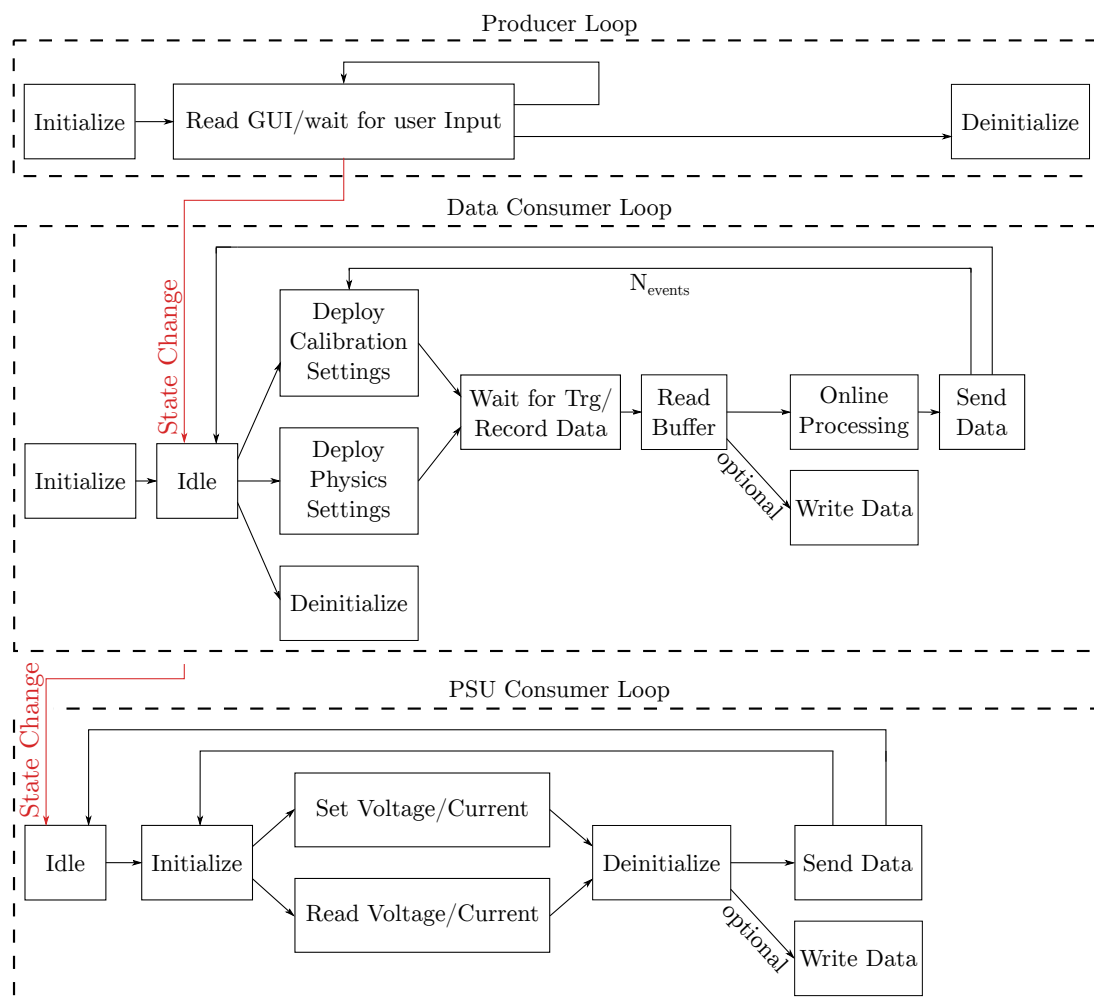 Producer Loop
Initialize
Read GUI/wait for user Input
Deinitialize
Data Consumer Loop
State Change
N_events
Deploy
Calibration
Settings
Wait for Trg/
Record Data
Read
Buffer
Online
Processing
Send
Data
Initialize
Idle
Deploy
Physics
Settings
optional
Write Data
Deinitialize
State Change
PSU Consumer Loop
Set Voltage/Current
Idle
Initialize
Deinitialize
Send Data
Read Voltage/Current
optional
Write Data